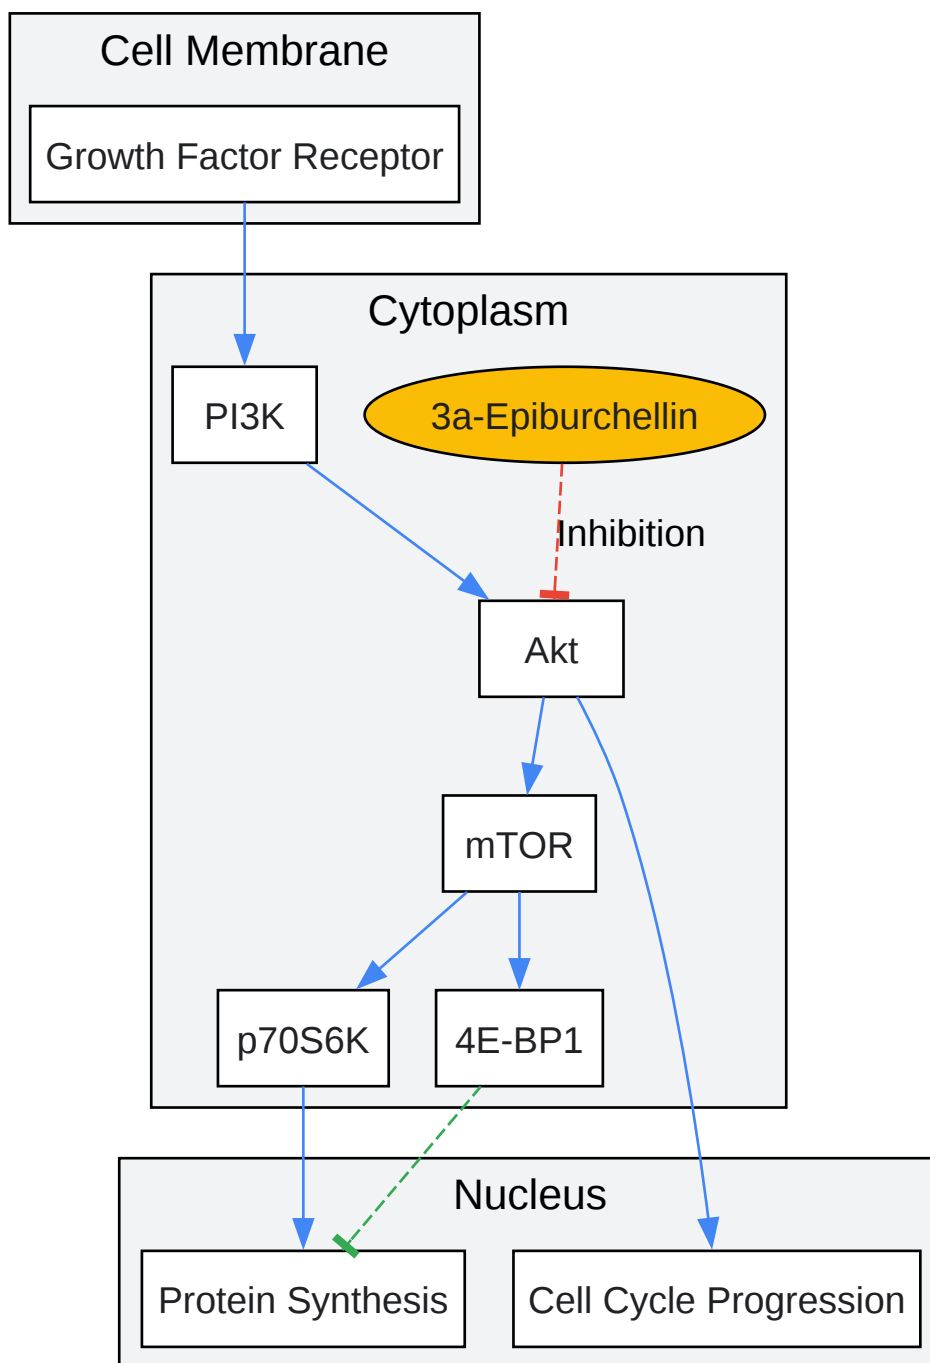 Cell Membrane
Growth Factor Receptor
Cytoplasm
PI3K
3a-Epiburchellin
Inhibition
Akt
mTOR
p70S6K
4E-BP1
Nucleus
Protein Synthesis
Cell Cycle Progression